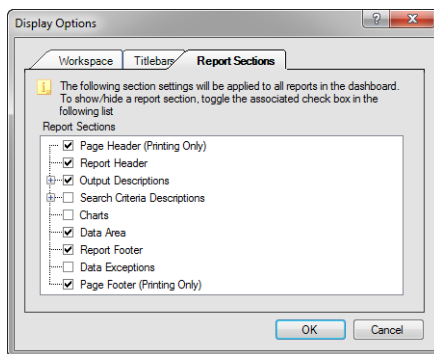 Display Options
Workspace Titlebars Report Sections
The following section settings will be applied to all reports in the dashboard.
To show/hide a report section, toggle the associated check box in the
following list
Report Sections
Page Header (Printing Only)
Report Header
Output Descriptions
Search Criteria Descriptions
Charts
Data Area
Report Footer
Data Exceptions
Page Footer (Printing Only)
OK Cancel